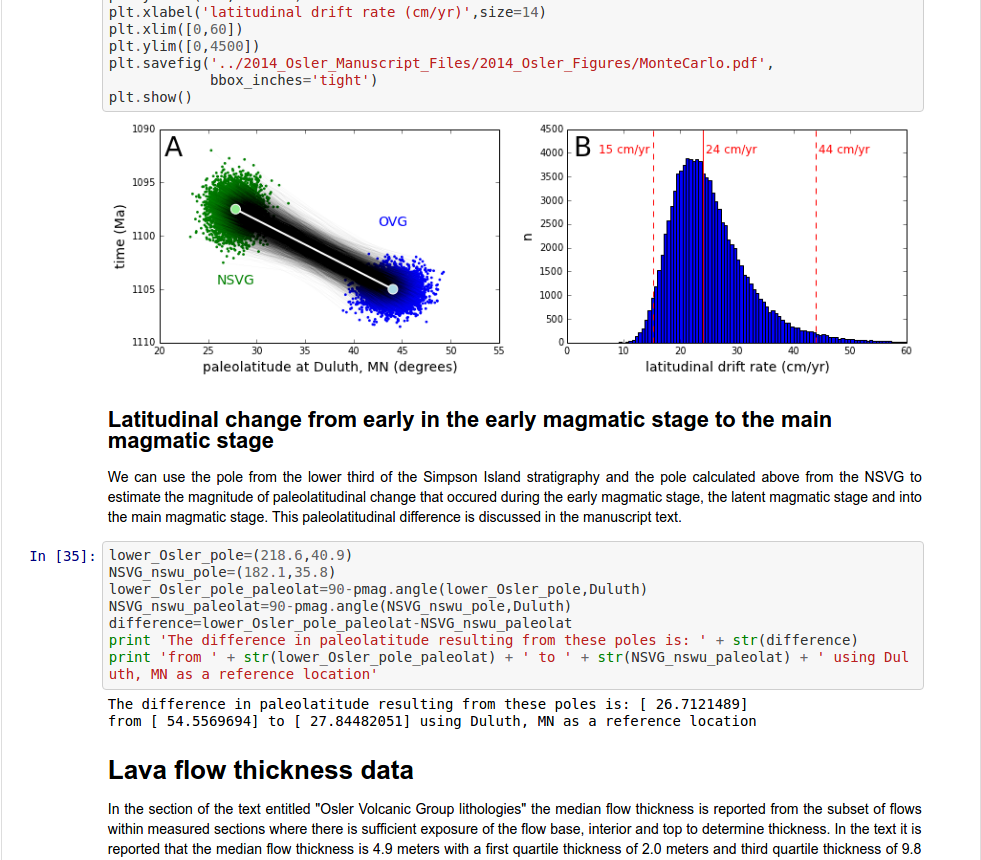 plt.xlabel('latitudinal drift rate (cm/yr)',size=14)
plt.xlim([0,60])
plt.ylim([0,4500])
plt.savefig('../2014_Osler_Manuscript_Files/2014_Osler_Figures/MonteCarlo.pdf',
bbox_inches='tight')
plt.show()
1090
1095
1100
1105
1110
time (Ma)
A
NSVG
OVG
20 25 30 35 40 45 50 55
paleolatitude at Duluth, MN (degrees)
4500
4000
3500
3000
2500
2000
1500
1000
500
0
n
B
15 cm/yr
24 cm/yr
44 cm/yr
0 10 20 30 40 50 60
latitudinal drift rate (cm/yr)
Latitudinal change from early in the early magmatic stage to the main
magmatic stage
We can use the pole from the lower third of the Simpson Island stratigraphy and the pole calculated above from the NSVG to
estimate the magnitude of paleolatitudinal change that occured during the early magmatic stage, the latent magmatic stage and into
the main magmatic stage. This paleolatitudinal difference is discussed in the manuscript text.
In [35]:
lower_Osler_pole=(218.6,40.9)
NSVG_nswu_pole=(182.1,35.8)
lower_Osler_pole_paleolat=90-pmag.angle(lower_Osler_pole,Duluth)
NSVG_nswu_paleolat=90-pmag.angle(NSVG_nswu_pole,Duluth)
difference=lower_Osler_pole_paleolat-NSVG_nswu_paleolat
print 'The difference in paleolatitude resulting from these poles is: ' + str(difference)
print 'from ' + str(lower_Osler_pole_paleolat) + ' to ' + str(NSVG_nswu_paleolat) + ' using Dul
uth, MN as a reference location'
The difference in paleolatitude resulting from these poles is: [ 26.7121489]
from [ 54.5569694] to [ 27.84482051] using Duluth, MN as a reference location
Lava flow thickness data
In the section of the text entitled "Osler Volcanic Group lithologies" the median flow thickness is reported from the subset of flows
within measured sections where there is sufficient exposure of the flow base, interior and top to determine thickness. In the text it is
reported that the median flow thickness is 4.9 meters with a first quartile thickness of 2.0 meters and third quartile thickness of 9.8